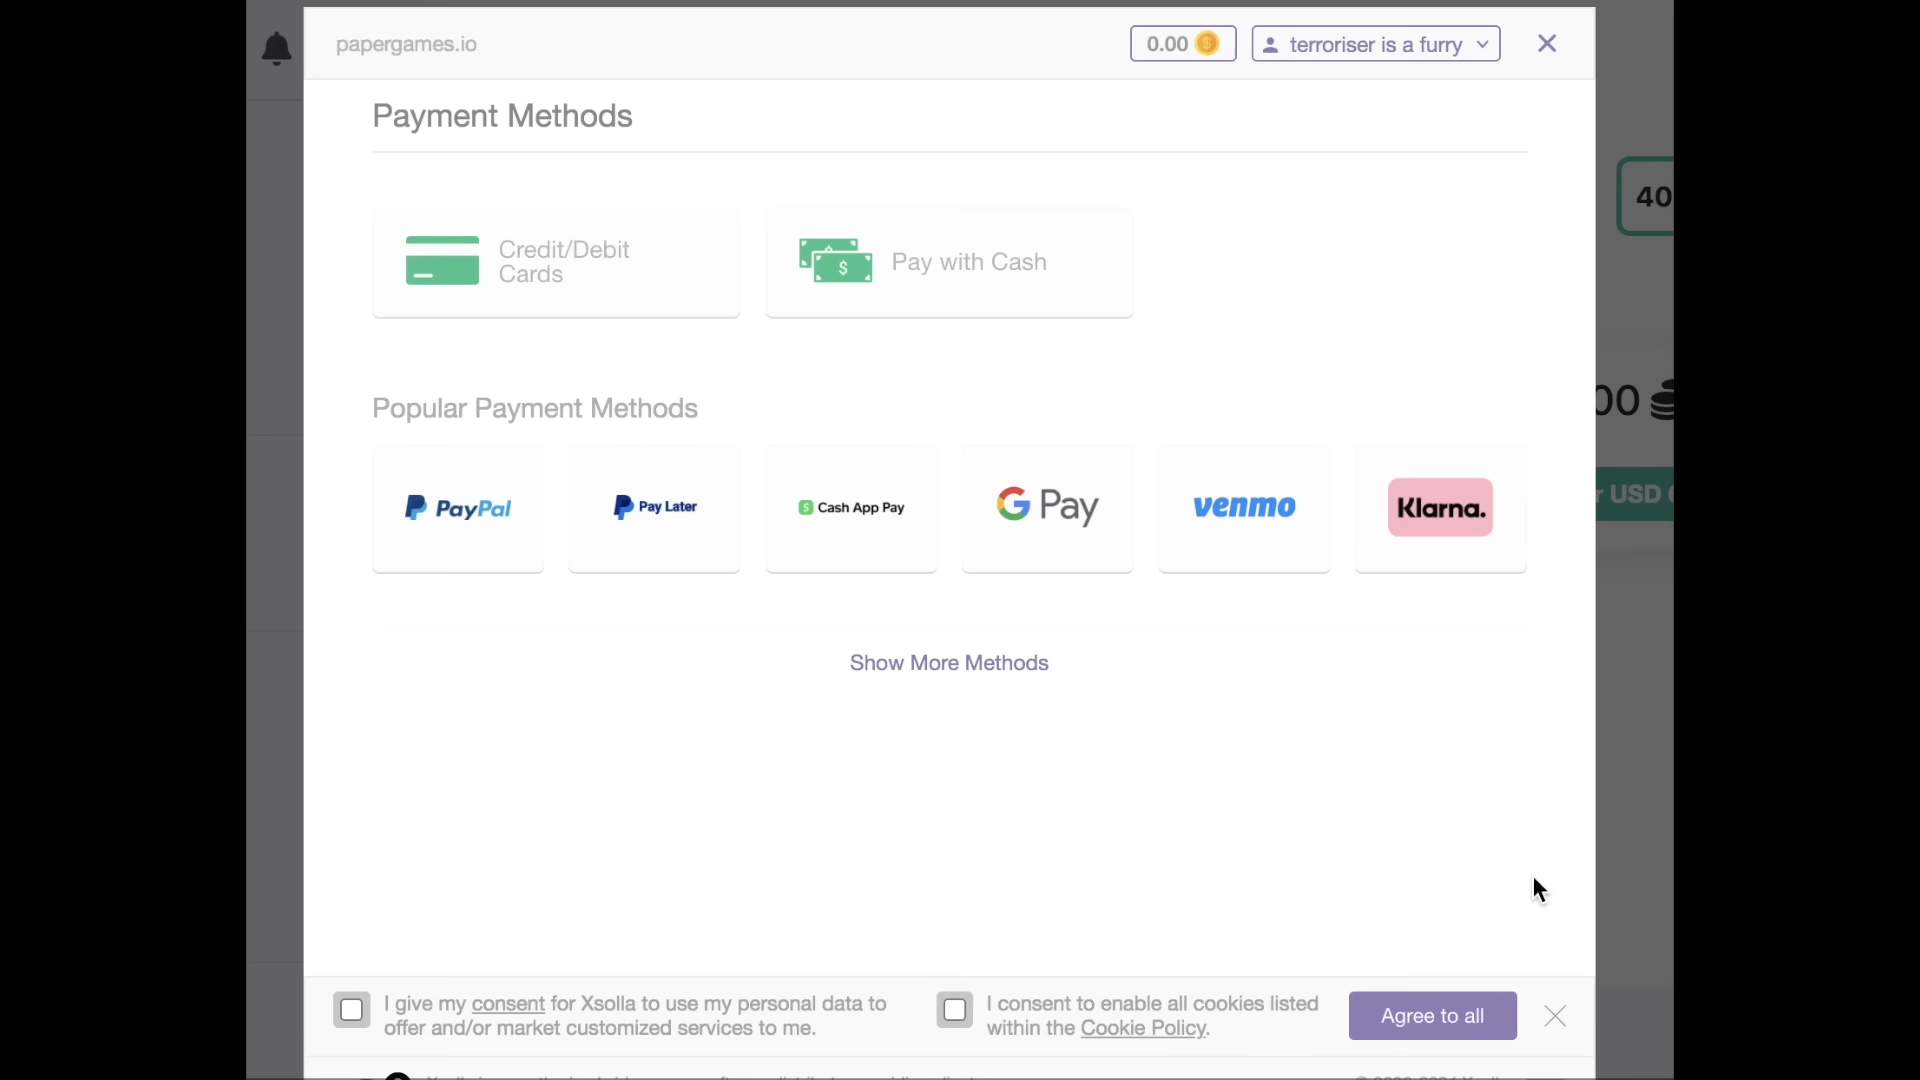 papergames.io
0.00
terroriser is a furry
Payment Methods
40
Credit/Debit
Cards
Pay with Cash
00
Popular Payment Methods
USD
PayPal
Pay Later
Cash App Pay
G Pay
venmo
Klarna.
Show More Methods
I give my consent for Xsolla to use my personal data to
offer and/or market customized services to me.
I consent to enable all cookies listed
within the Cookie Policy.
Agree to all